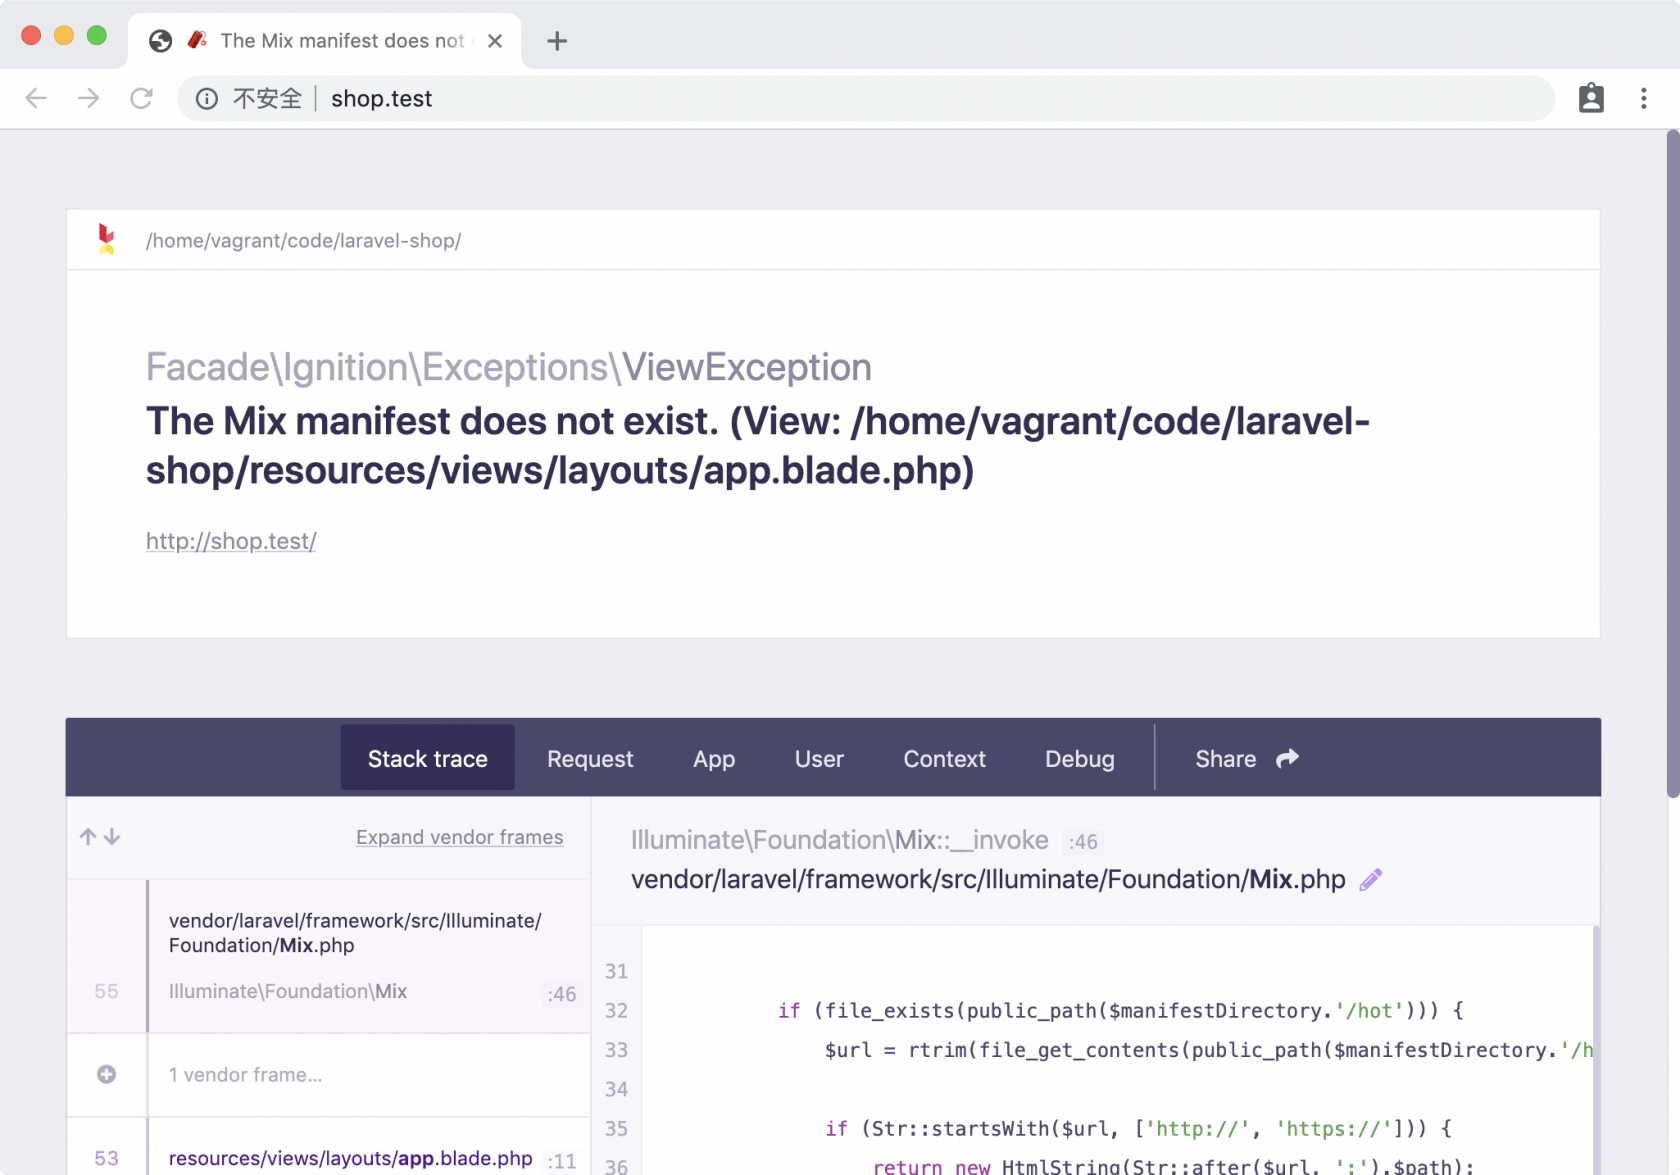 The Mix manifest does not
不安全 shop.test
/home/vagrant/code/laravel-shop/
Facade\Ignition\Exceptions\ViewException
The Mix manifest does not exist. (View: /home/vagrant/code/laravel-
shop/resources/views/layouts/app.blade.php)
http://shop.test/
Stack trace Request App User Context Debug Share
Expand vendor frames
vendor/laravel/framework/src/Illuminate/
Foundation/Mix.php
55 Illuminate\Foundation\Mix :46
1 vendor frame…
53 resources/views/layouts/app.blade.php :11
Illuminate\Foundation\Mix::__invoke :46
vendor/laravel/framework/src/Illuminate/Foundation/Mix.php
31
32 if (file_exists(public_path($manifestDirectory.'/hot'))) {
33 $url = rtrim(file_get_contents(public_path($manifestDirectory.'/h
34
35 if (Str::startsWith($url, ['http://', 'https://'])) {
36 return new HtmlString(Str::after($url, ':').$path);